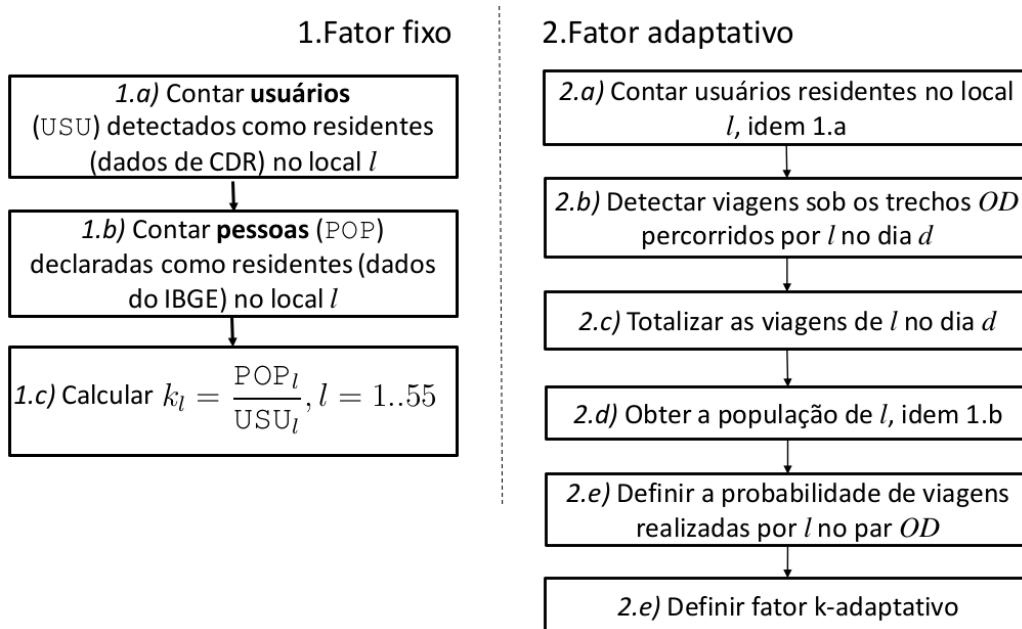 1.Fator fixo
1.a) Contar usuários
(USU) detectados como residentes
(dados de CDR) no local l
1.b) Contar pessoas (POP)
declaradas como residentes (dados
do IBGE) no local l
1.c) Calcular k_l = POP_l / USU_l, l = 1..55
2.Fator adaptativo
2.a) Contar usuários residentes no local
l, idem 1.a
2.b) Detectar viagens sob os trechos OD
percorridos por l no dia d
2.c) Totalizar as viagens de l no dia d
2.d) Obter a população de l, idem 1.b
2.e) Definir a probabilidade de viagens
realizadas por l no par OD
2.e) Definir fator k-adaptativo